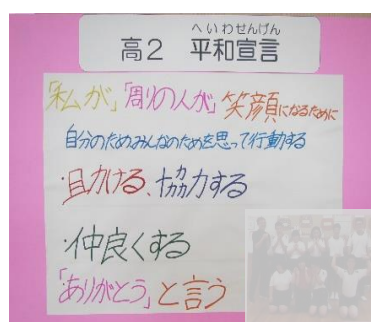 へいわせんげん
高2 平和宣言
「私が」「周りの人が」笑顔になるために
自分のためみんなのためを思って行動する
・助ける、協力する
・仲良くする
「ありがとう」と言う